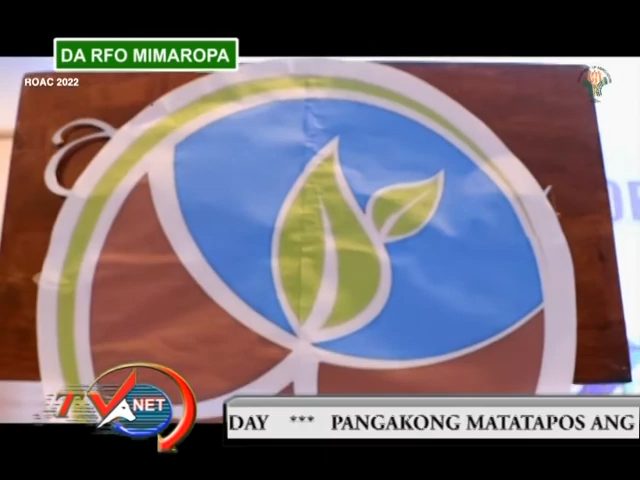 DA RFO MIMAROPA
ROAC 2022
TV NET
DAY *** PANGAKONG MATATAPOS ANG